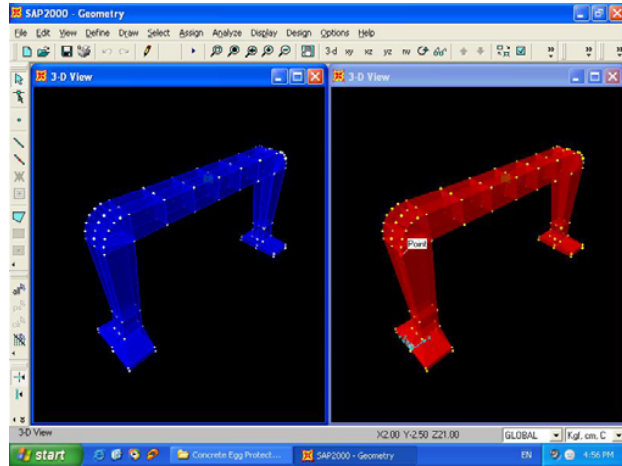 SAP2000 - Geometry
File Edit View Define Draw Select Assign Analyze Display Design Options Help
3-d xy xz yz nv
3-D View
3-D View
Point
all
3-D View X2.00 Y-2.50 Z21.00 GLOBAL Kgf, cm, C
start Concrete Egg Protect... SAP2000 - Geometry EN 4:56 PM